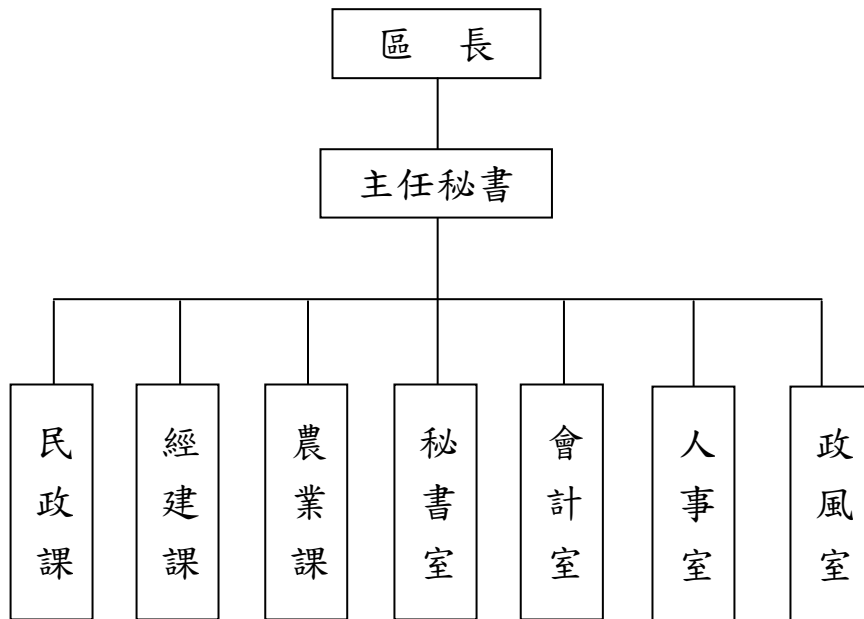 區 長
主任秘書
民政課
經建課
農業課
秘書室
會計室
人事室
政風室